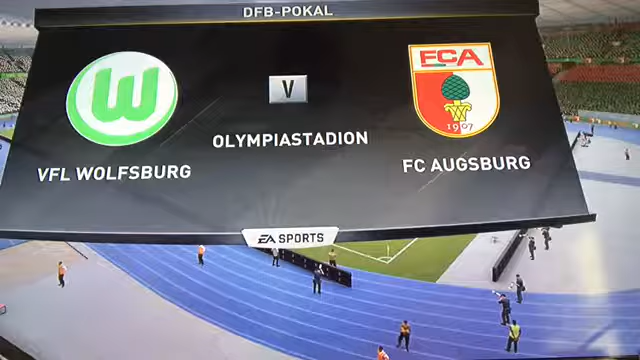 DFB-POKAL
W
V
FCA
1907
OLYMPIASTADION
VFL WOLFSBURG
FC AUGSBURG
EA SPORTS